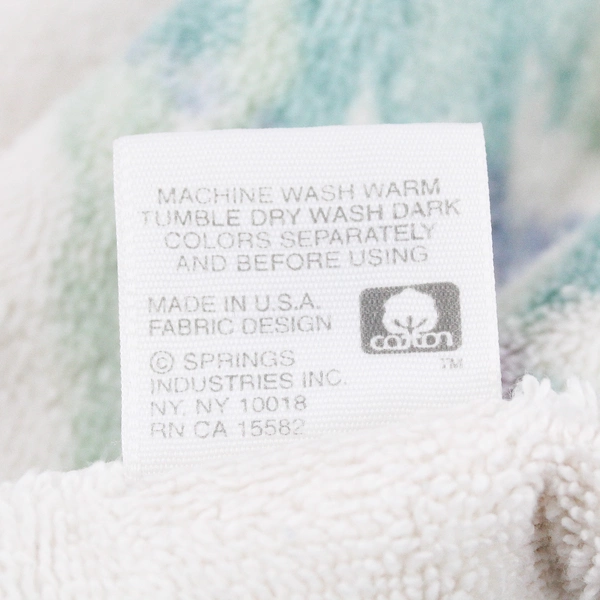 MACHINE WASH WARM
TUMBLE DRY WASH DARK
COLORS SEPARATELY
AND BEFORE USING
MADE IN U.S.A.
FABRIC DESIGN
cotton
TM
© SPRINGS
INDUSTRIES INC.
NY, NY 10018
RN CA 15582